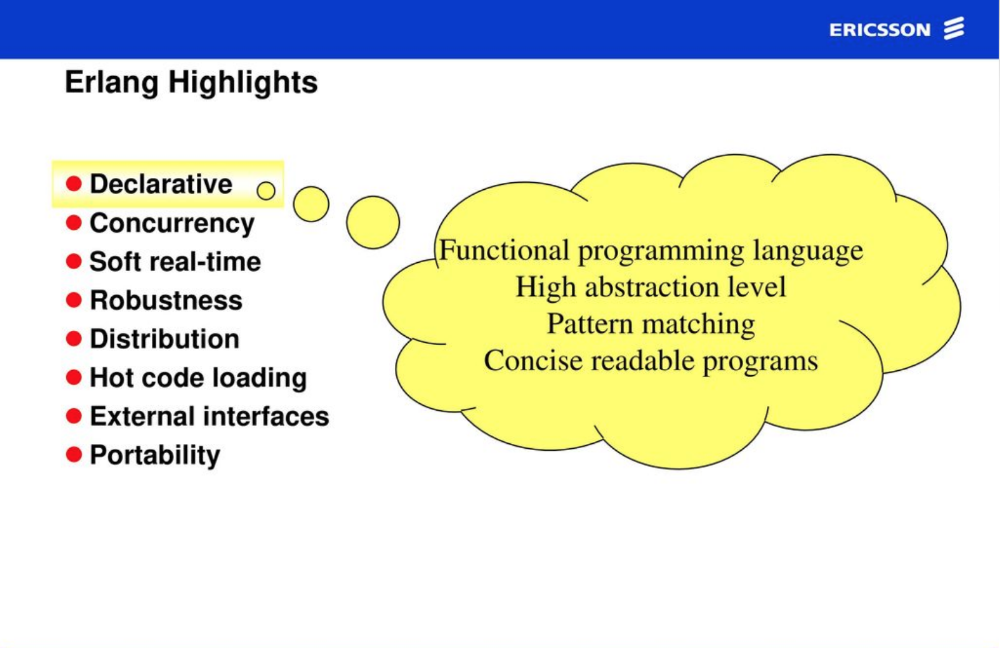 ERICSSON
Erlang Highlights
Declarative
Concurrency
Soft real-time
Robustness
Distribution
Hot code loading
External interfaces
Portability
Functional programming language
High abstraction level
Pattern matching
Concise readable programs